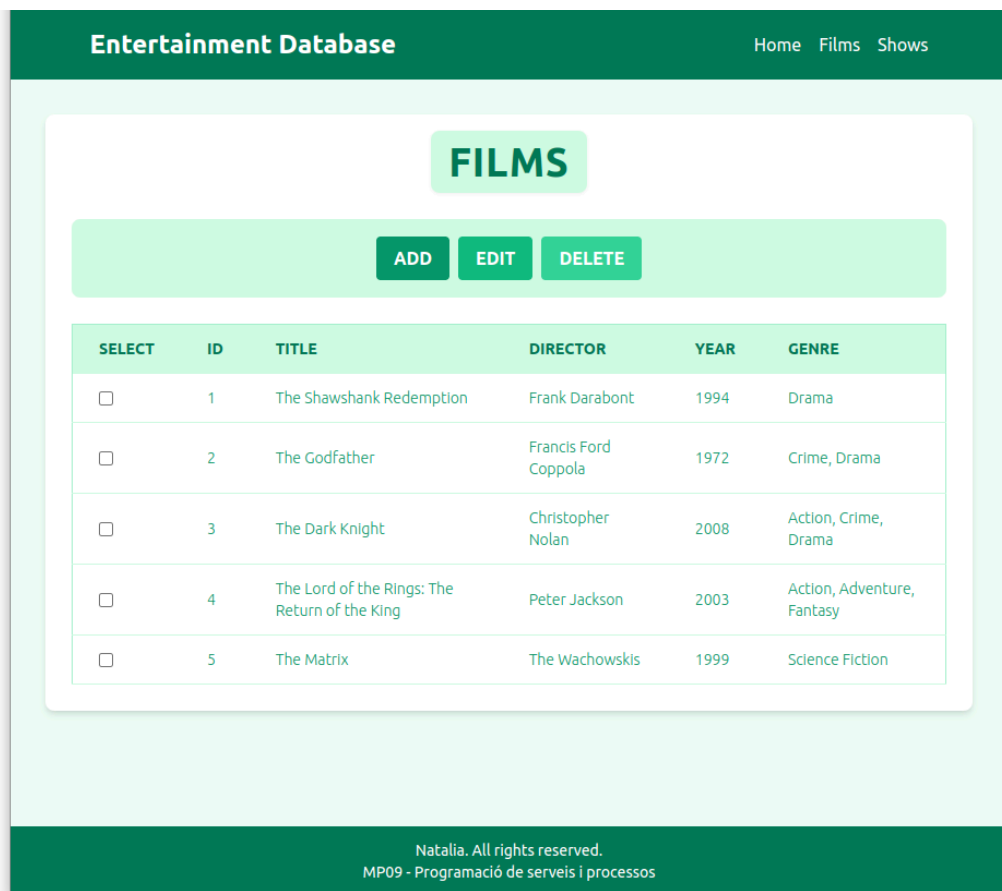 Entertainment Database Home Films Shows
FILMS
ADD EDIT DELETE
SELECT ID TITLE DIRECTOR YEAR GENRE
1 The Shawshank Redemption Frank Darabont 1994 Drama
2 The Godfather Francis Ford Coppola 1972 Crime, Drama
3 The Dark Knight Christopher Nolan 2008 Action, Crime, Drama
4 The Lord of the Rings: The Return of the King Peter Jackson 2003 Action, Adventure, Fantasy
5 The Matrix The Wachowskis 1999 Science Fiction
Natalia. All rights reserved.
MP09 - Programació de serveis i processos